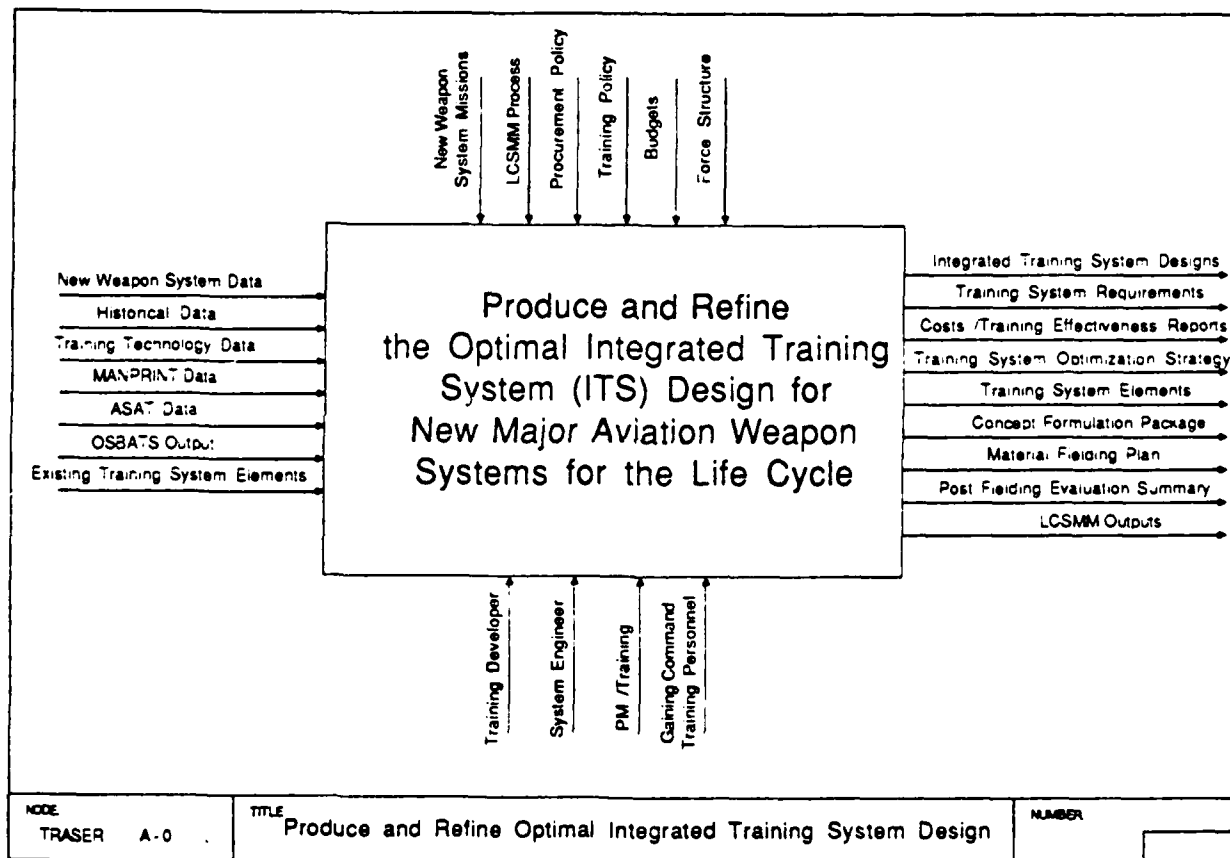 New Weapon
System Missions
LCSMM Process
Procurement Policy
Training Policy
Budgets
Force Structure
New Weapon System Data
Historical Data
Training Technology Data
MANPRINT Data
ASAT Data
OSBATS Output
Existing Training System Elements
Produce and Refine
the Optimal Integrated Training
System (ITS) Design for
New Major Aviation Weapon
Systems for the Life Cycle
Integrated Training System Designs
Training System Requirements
Costs /Training Effectiveness Reports
Training System Optimization Strategy
Training System Elements
Concept Formulation Package
Material Fielding Plan
Post Fielding Evaluation Summary
LCSMM Outputs
Training Developer
System Engineer
PM /Training
Gaining Command
Training Personnel
NODE
TRASER A-0
TITLE
Produce and Refine Optimal Integrated Training System Design
NUMBER